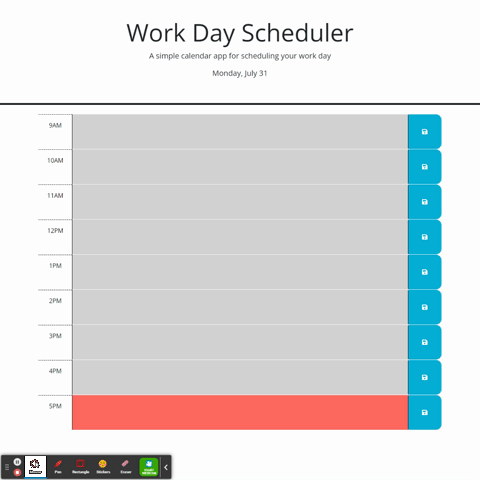 Work Day Scheduler
A simple calendar app for scheduling your work day
Monday, July 31
9AM
10AM
11AM
12PM
1PM
2PM
3PM
4PM
5PM
Pen
Rectangle
Stickers
Eraser